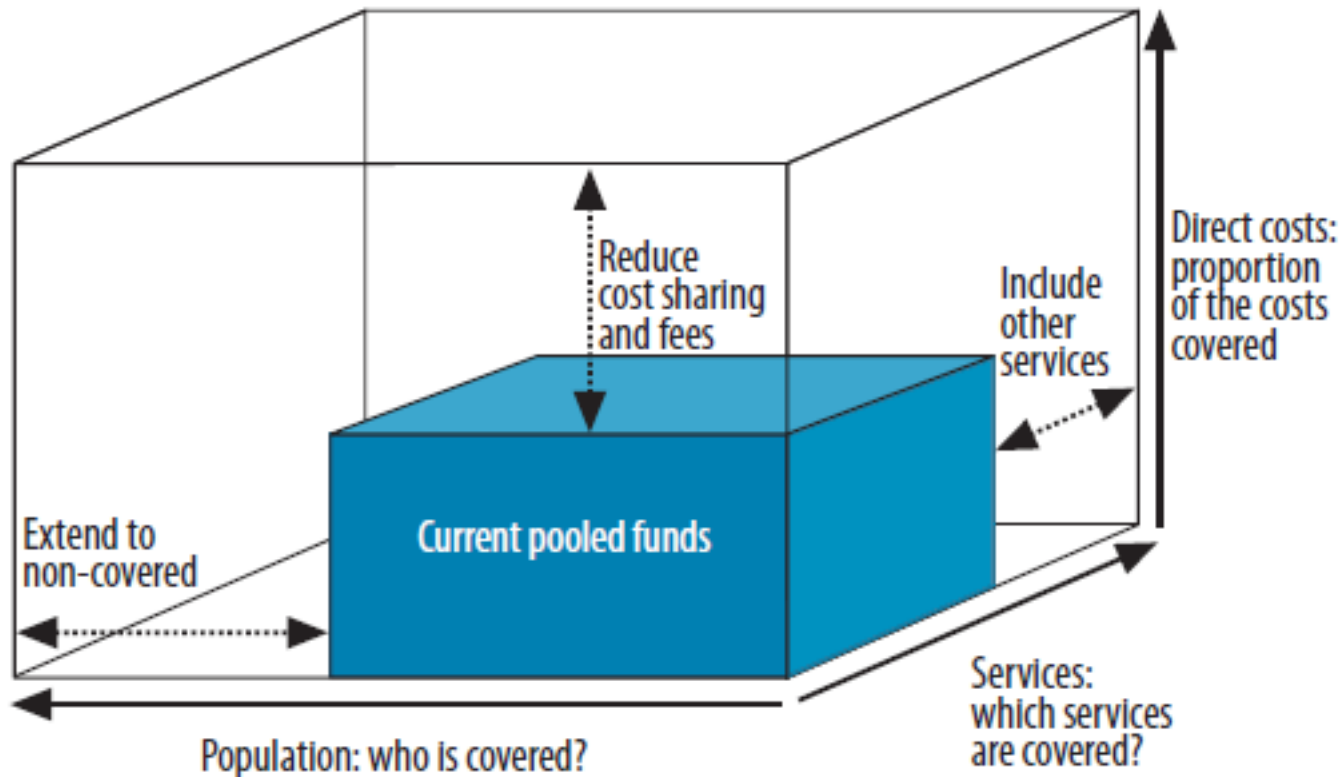 Reduce
cost sharing
and fees
Include
other
services
Direct costs:
proportion
of the costs
covered
Extend to
non-covered
Current pooled funds
Population: who is covered?
Services:
which services
are covered?